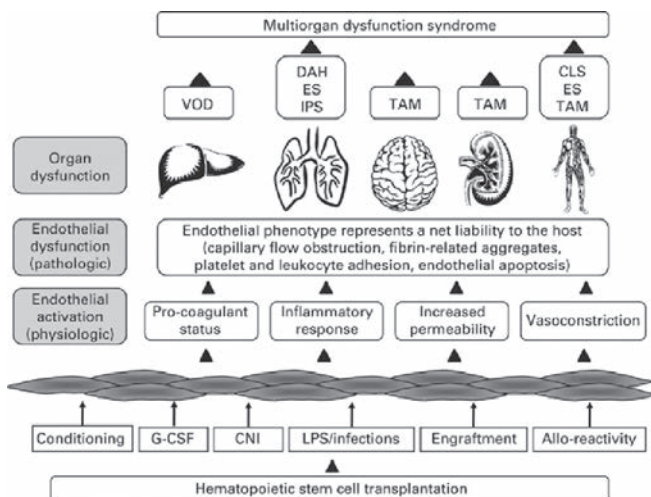 Multiorgan dysfunction syndrome
VOD
DAH
ES
IPS
TAM
TAM
CLS
ES
TAM
Organ
dysfunction
Endothelial
dysfunction
(pathologic)
Endothelial phenotype represents a net liability to the host
(capillary flow obstruction, fibrin-related aggregates,
platelet and leukocyte adhesion, endothelial apoptosis)
Endothelial
activation
(physiologic)
Pro-coagulant
status
Inflammatory
response
Increased
permeability
Vasoconstriction
Conditioning
G-CSF
CNI
LPS/infections
Engraftment
Allo-reactivity
Hematopoietic stem cell transplantation